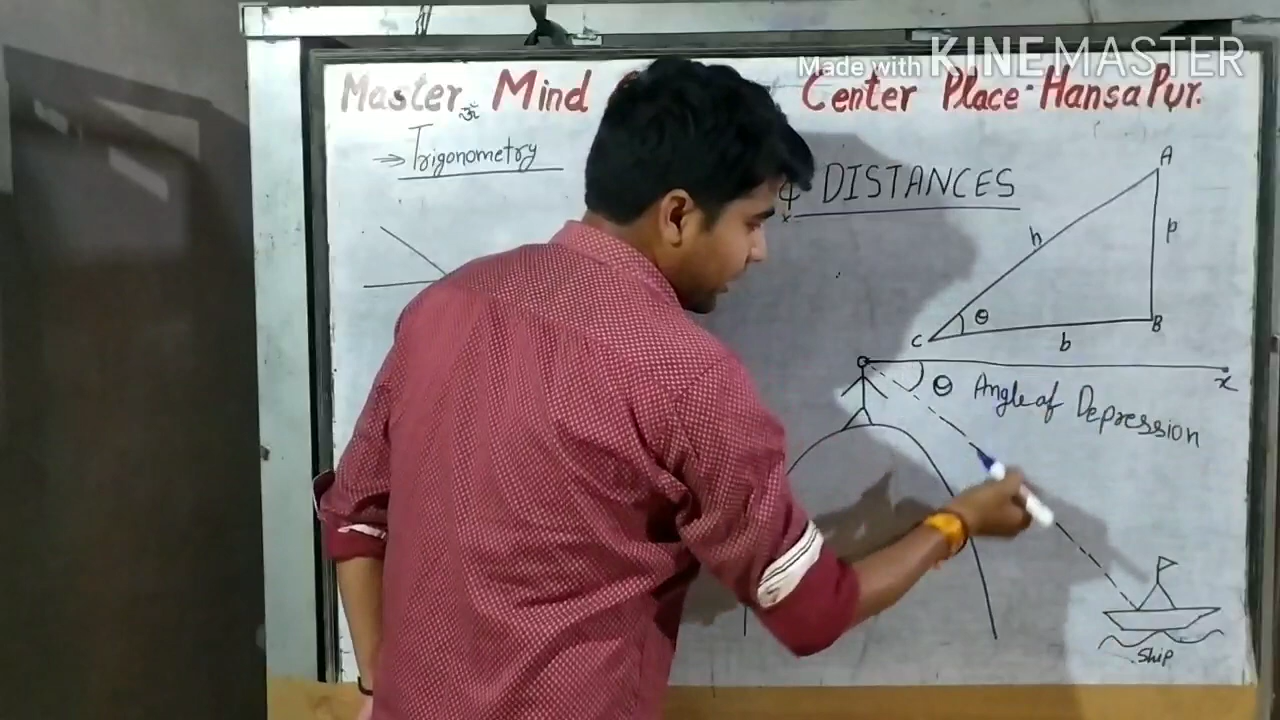 Made with KINEMASTER
Master Mind Center Place-HansaPur.
ॐ
⇒ Trigonometry
& DISTANCES
A
h
p
θ
C
B
b
x
θ Angle of Depression
Ship